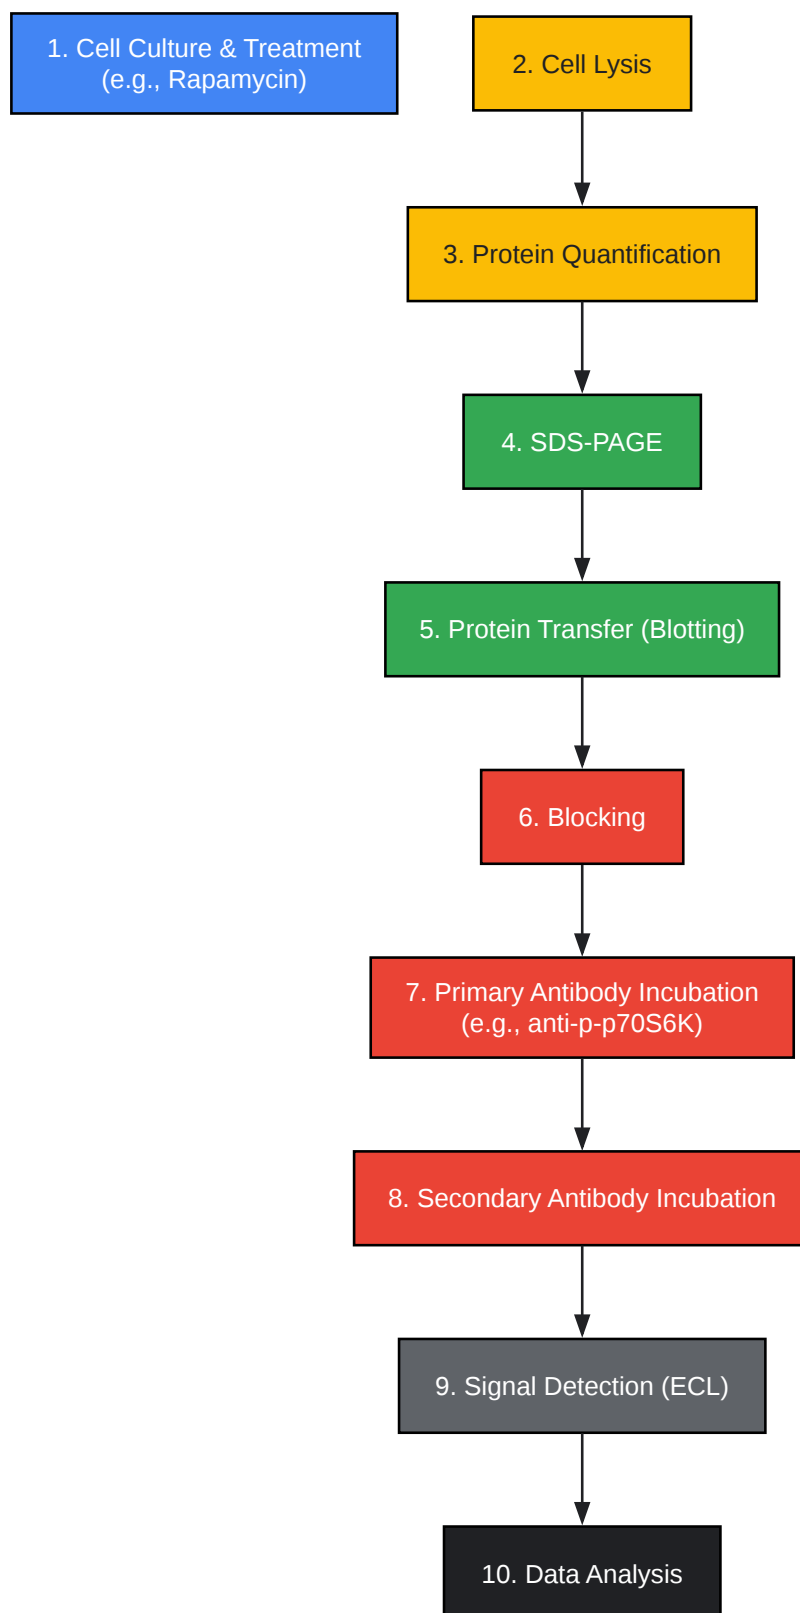 1. Cell Culture & Treatment
(e.g., Rapamycin)
2. Cell Lysis
3. Protein Quantification
4. SDS-PAGE
5. Protein Transfer (Blotting)
6. Blocking
7. Primary Antibody Incubation
(e.g., anti-p-p70S6K)
8. Secondary Antibody Incubation
9. Signal Detection (ECL)
10. Data Analysis